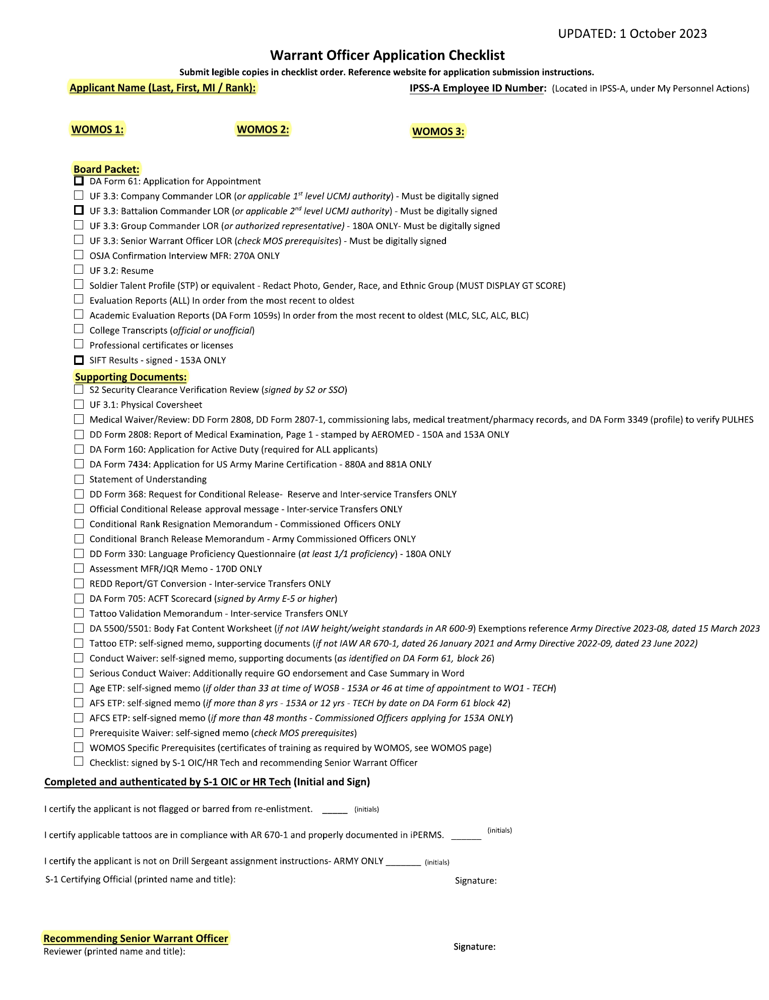 UPDATED: 1 October 2023
Warrant Officer Application Checklist
Submit legible copies in checklist order. Reference website for application submission instructions.
Applicant Name (Last, First, MI / Rank): IPSS-A Employee ID Number: (Located in IPSS-A, under My Personnel Actions)
WOMOS 1: WOMOS 2: WOMOS 3:
Board Packet:
DA Form 61: Application for Appointment
UF 3.3: Company Commander LOR (or applicable 1st level UCMJ authority) - Must be digitally signed
UF 3.3: Battalion Commander LOR (or applicable 2nd level UCMJ authority) - Must be digitally signed
UF 3.3: Group Commander LOR (or authorized representative) - 180A ONLY- Must be digitally signed
UF 3.3: Senior Warrant Officer LOR (check MOS prerequisites) - Must be digitally signed
OSJA Confirmation Interview MFR: 270A ONLY
UF 3.2: Resume
Soldier Talent Profile (STP) or equivalent - Redact Photo, Gender, Race, and Ethnic Group (MUST DISPLAY GT SCORE)
Evaluation Reports (ALL) In order from the most recent to oldest
Academic Evaluation Reports (DA Form 1059s) In order from the most recent to oldest (MLC, SLC, ALC, BLC)
College Transcripts (official or unofficial)
Professional certificates or licenses
SIFT Results - signed - 153A ONLY
Supporting Documents:
S2 Security Clearance Verification Review (signed by S2 or SSO)
UF 3.1: Physical Coversheet
Medical Waiver/Review: DD Form 2808, DD Form 2807-1, commissioning labs, medical treatment/pharmacy records, and DA Form 3349 (profile) to verify PULHES
DD Form 2808: Report of Medical Examination, Page 1 - stamped by AEROMED - 150A and 153A ONLY
DA Form 160: Application for Active Duty (required for ALL applicants)
DA Form 7434: Application for US Army Marine Certification - 880A and 881A ONLY
Statement of Understanding
DD Form 368: Request for Conditional Release- Reserve and Inter-service Transfers ONLY
Official Conditional Release approval message - Inter-service Transfers ONLY
Conditional Rank Resignation Memorandum - Commissioned Officers ONLY
Conditional Branch Release Memorandum - Army Commissioned Officers ONLY
DD Form 330: Language Proficiency Questionnaire (at least 1/1 proficiency) - 180A ONLY
Assessment MFR/JQR Memo - 170D ONLY
REDD Report/GT Conversion - Inter-service Transfers ONLY
DA Form 705: ACFT Scorecard (signed by Army E-5 or higher)
Tattoo Validation Memorandum - Inter-service Transfers ONLY
DA 5500/5501: Body Fat Content Worksheet (if not IAW height/weight standards in AR 600-9) Exemptions reference Army Directive 2023-08, dated 15 March 2023
Tattoo ETP: self-signed memo, supporting documents (if not IAW AR 670-1, dated 26 January 2021 and Army Directive 2022-09, dated 23 June 2022)
Conduct Waiver: self-signed memo, supporting documents (as identified on DA Form 61, block 26)
Serious Conduct Waiver: Additionally require GO endorsement and Case Summary in Word
Age ETP: self-signed memo (if older than 33 at time of WOSB - 153A or 46 at time of appointment to WO1 - TECH)
AFS ETP: self-signed memo (if more than 8 yrs - 153A or 12 yrs - TECH by date on DA Form 61 block 42)
AFCS ETP: self-signed memo (if more than 48 months - Commissioned Officers applying for 153A ONLY)
Prerequisite Waiver: self-signed memo (check MOS prerequisites)
WOMOS Specific Prerequisites (certificates of training as required by WOMOS, see WOMOS page)
Checklist: signed by S-1 OIC/HR Tech and recommending Senior Warrant Officer
Completed and authenticated by S-1 OIC or HR Tech (Initial and Sign)
I certify the applicant is not flagged or barred from re-enlistment. _____ (initials)
I certify applicable tattoos are in compliance with AR 670-1 and properly documented in iPERMS. ______ (initials)
I certify the applicant is not on Drill Sergeant assignment instructions- ARMY ONLY _______ (initials)
S-1 Certifying Official (printed name and title): Signature:
Recommending Senior Warrant Officer
Reviewer (printed name and title): Signature: